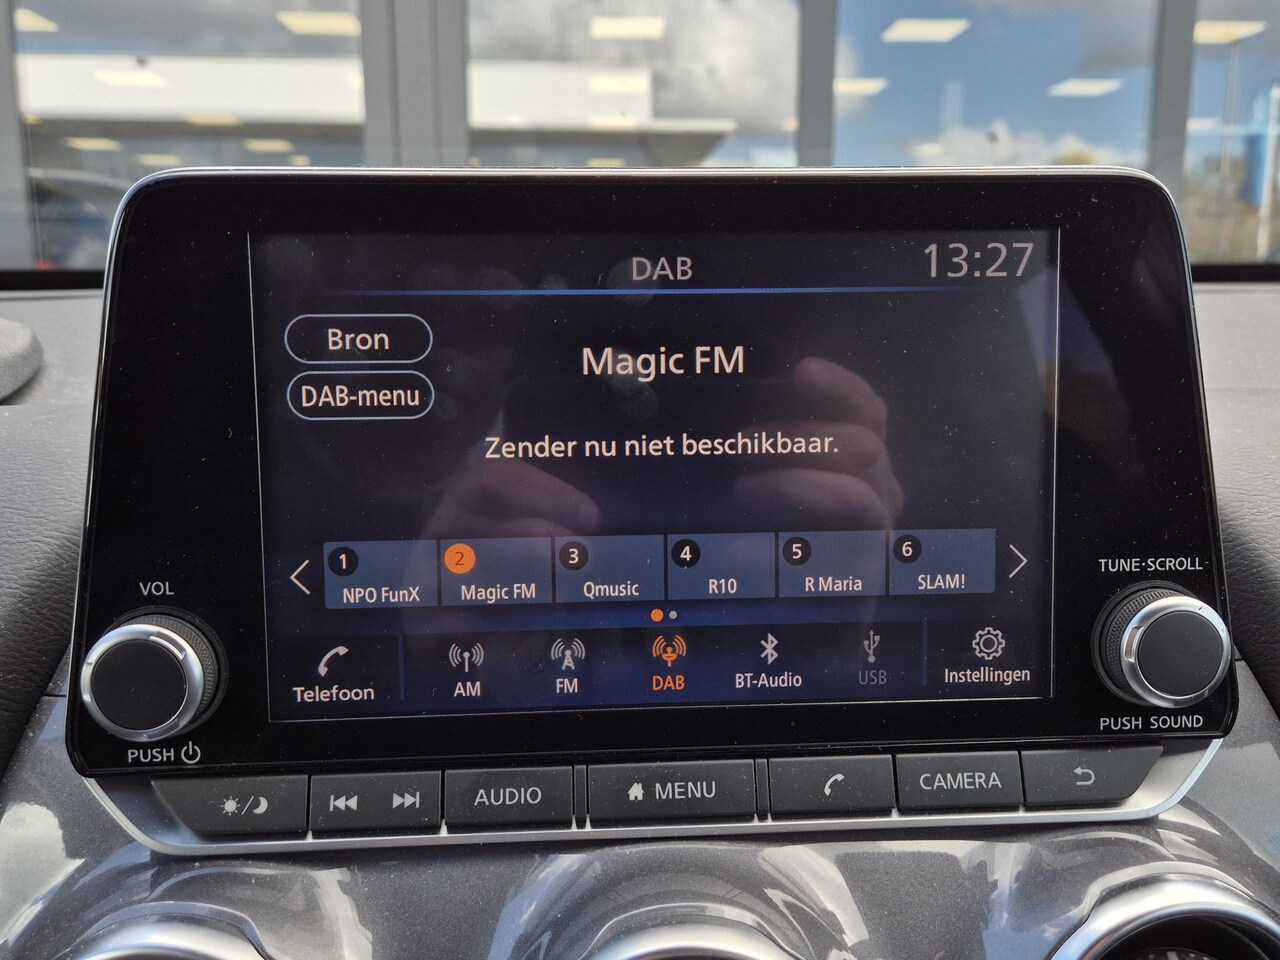 DAB
13:27
Bron
DAB-menu
Magic FM
Zender nu niet beschikbaar.
1
NPO FunX
2
Magic FM
3
Qmusic
4
R10
5
R Maria
6
SLAM!
Telefoon
AM
FM
DAB
BT-Audio
USB
Instellingen
VOL
PUSH
TUNE·SCROLL
PUSH SOUND
AUDIO
MENU
CAMERA